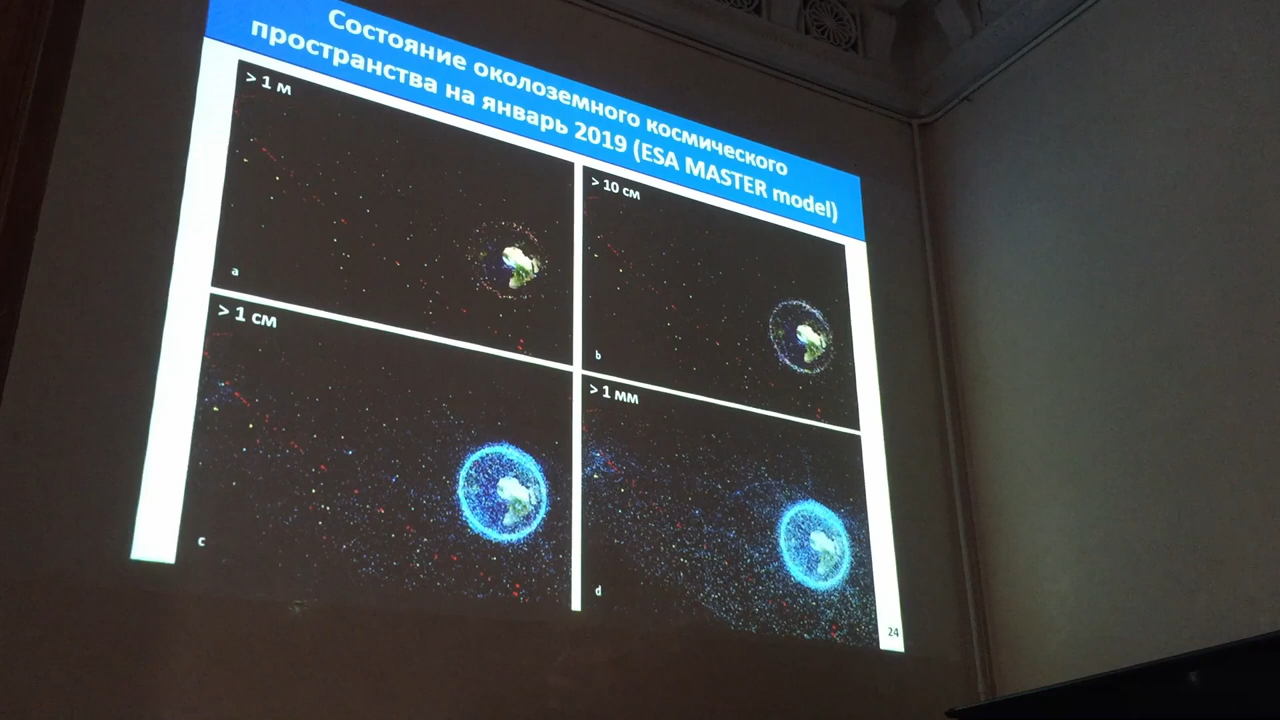 Состояние околоземного космического
пространства на январь 2019 (ESA MASTER model)
> 1 м
a
> 10 см
b
> 1 см
c
> 1 мм
d
24